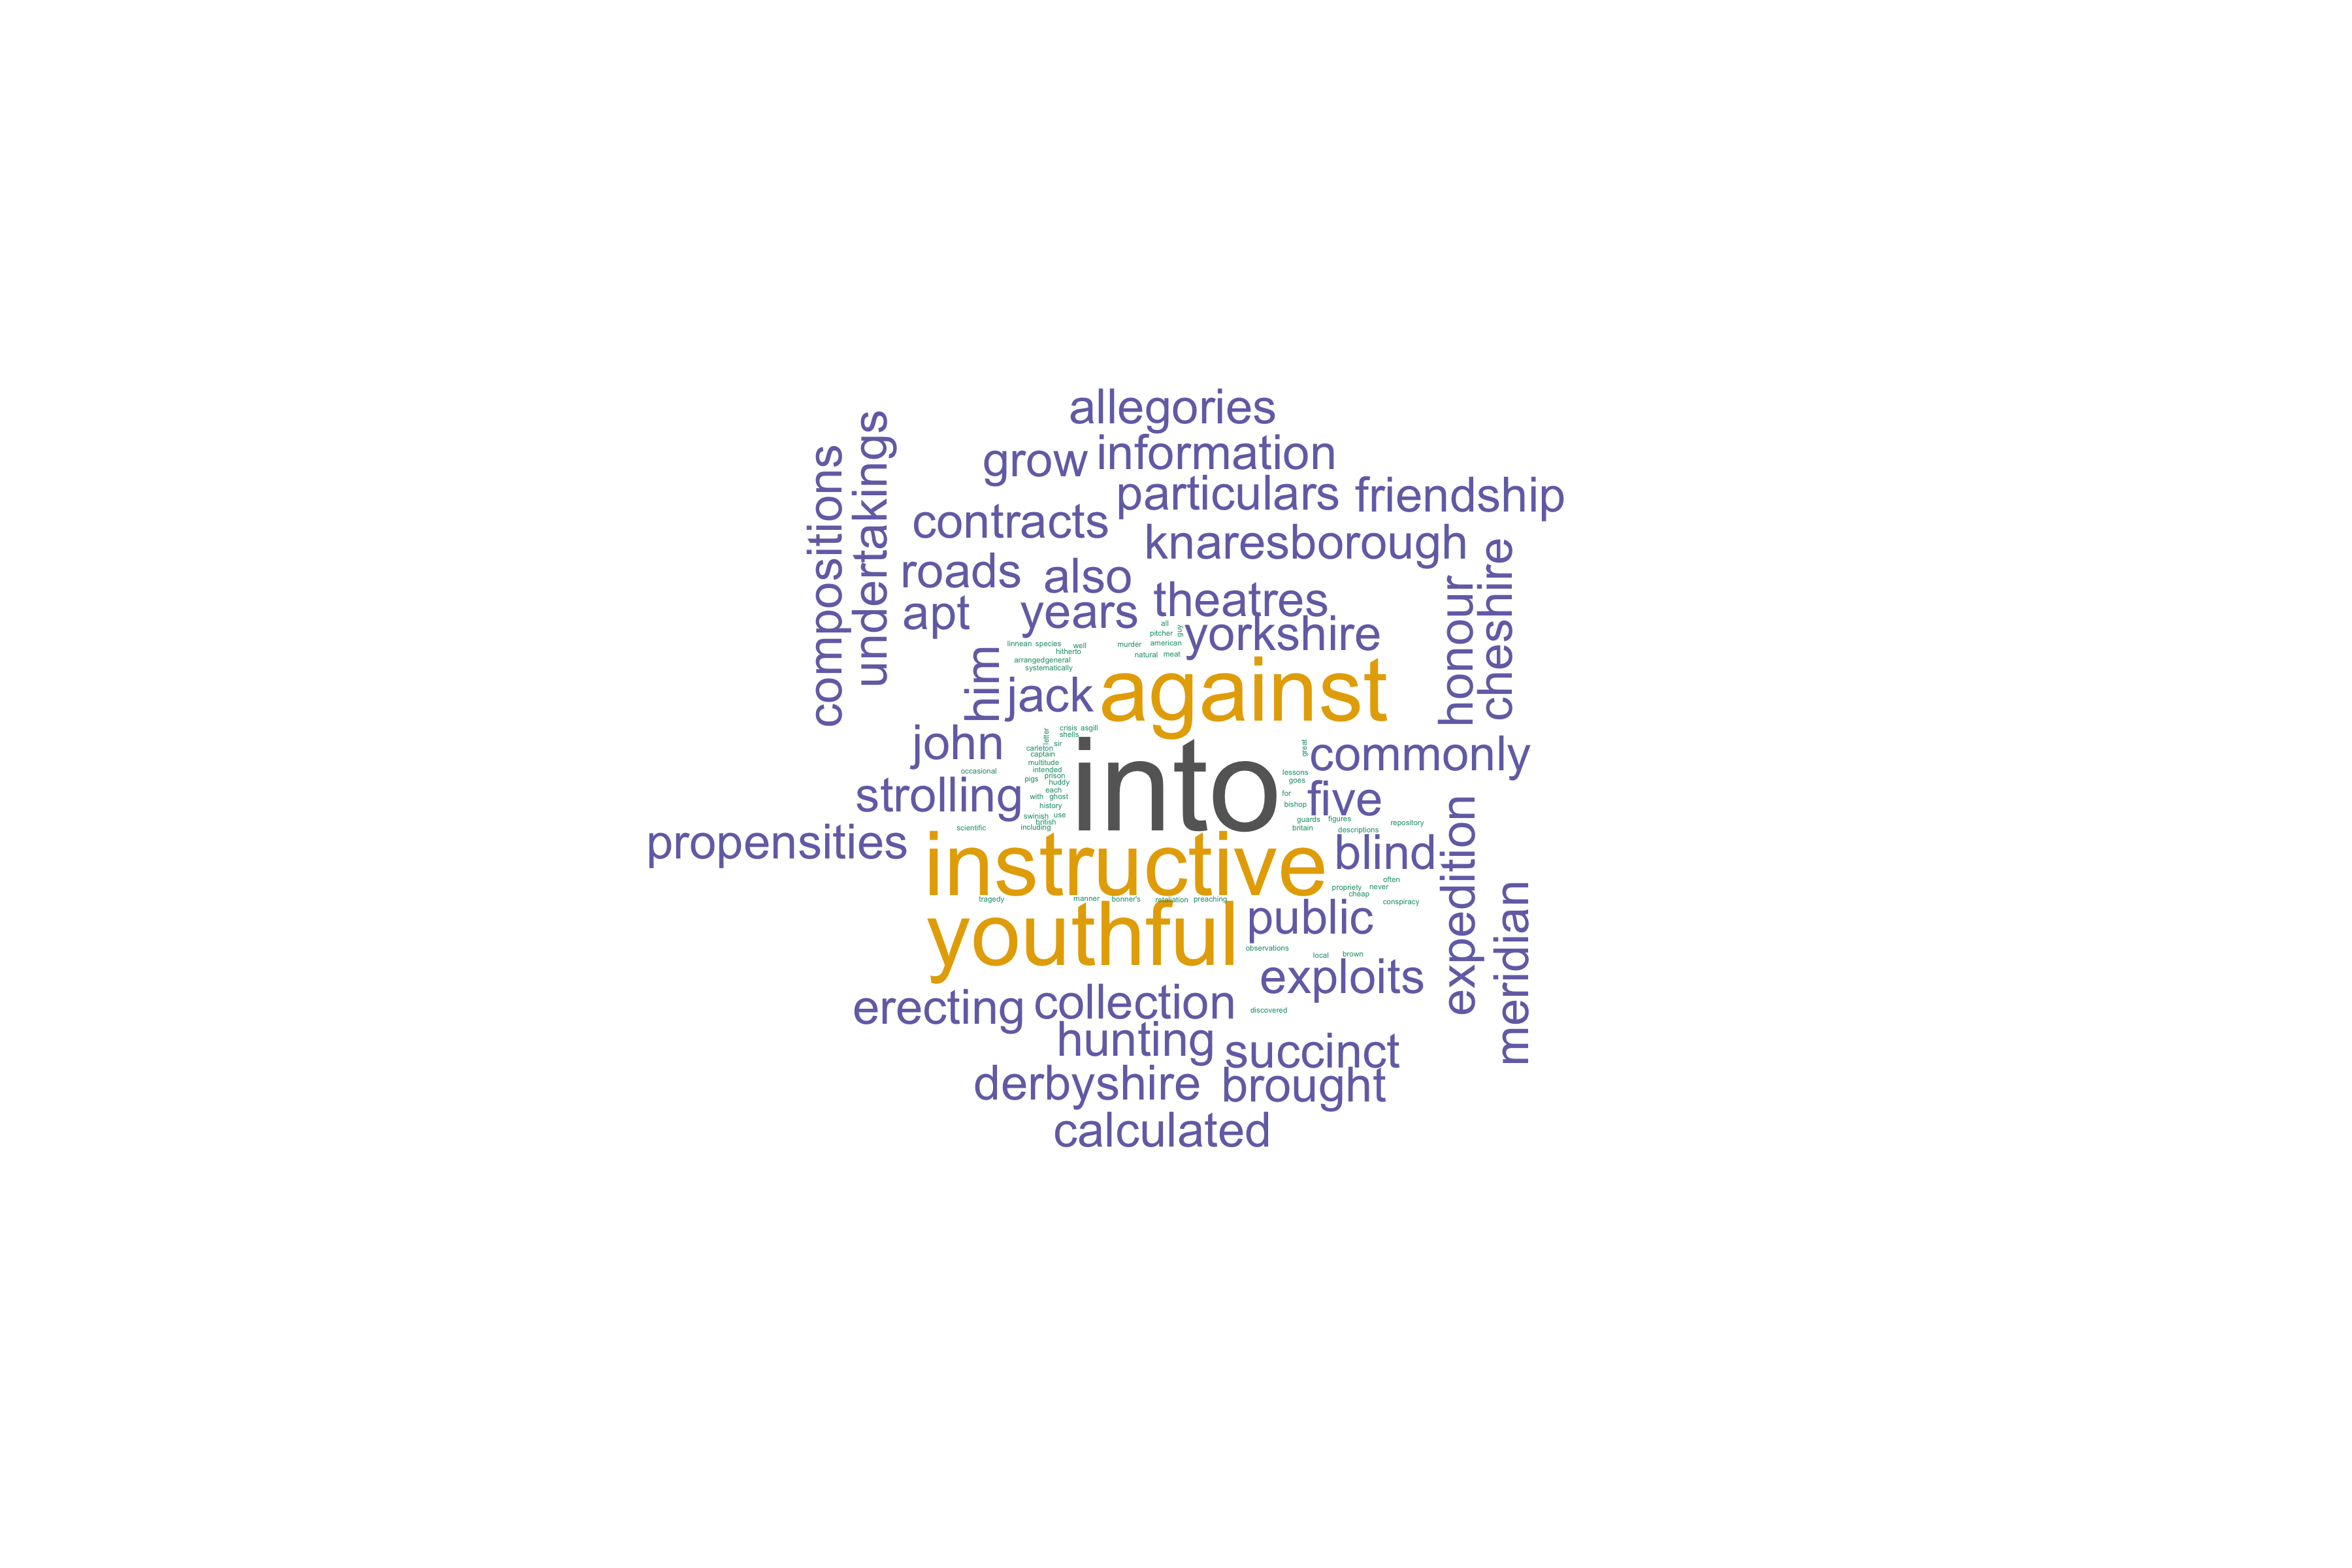 allegories
grow information
particulars friendship
contracts
knaresborough
compositions
undertakings
roads also
theatres
apt years
yorkshire
all
pitcher guy
murder american
natural meat
linnean species well
hitherto
arranged general
systematically
him
jack against
honour
cheshire
john
crisis asgill
shells
letter
sir
carleton
captain
multitude
intended
occasional
pigs prison
huddy
each
with ghost
history
swinish use
british
scientific including
into
great
commonly
lessons
goes
for
bishop
five
guards figures
britain descriptions repository
strolling
propensities
instructive
blind
expedition
meridian
often
propriety never
cheap
conspiracy
tragedy manner bonner's retaliation preaching
youthful public
observations
local brown
exploits
discovered
erecting collection
hunting succinct
derbyshire brought
calculated